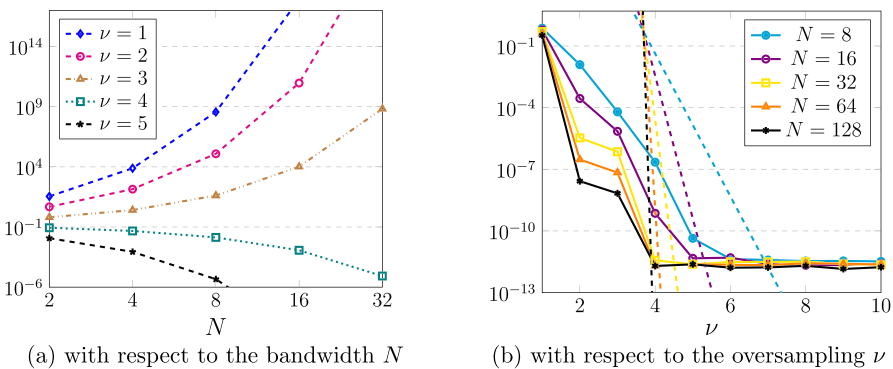 10^14
10^9
10^4
10^−1
10^−6
2 4 8 16 32
N
ν = 1
ν = 2
ν = 3
ν = 4
ν = 5
(a) with respect to the bandwidth N
10^−1
10^−4
10^−7
10^−10
10^−13
2 4 6 8 10
ν
N = 8
N = 16
N = 32
N = 64
N = 128
(b) with respect to the oversampling ν